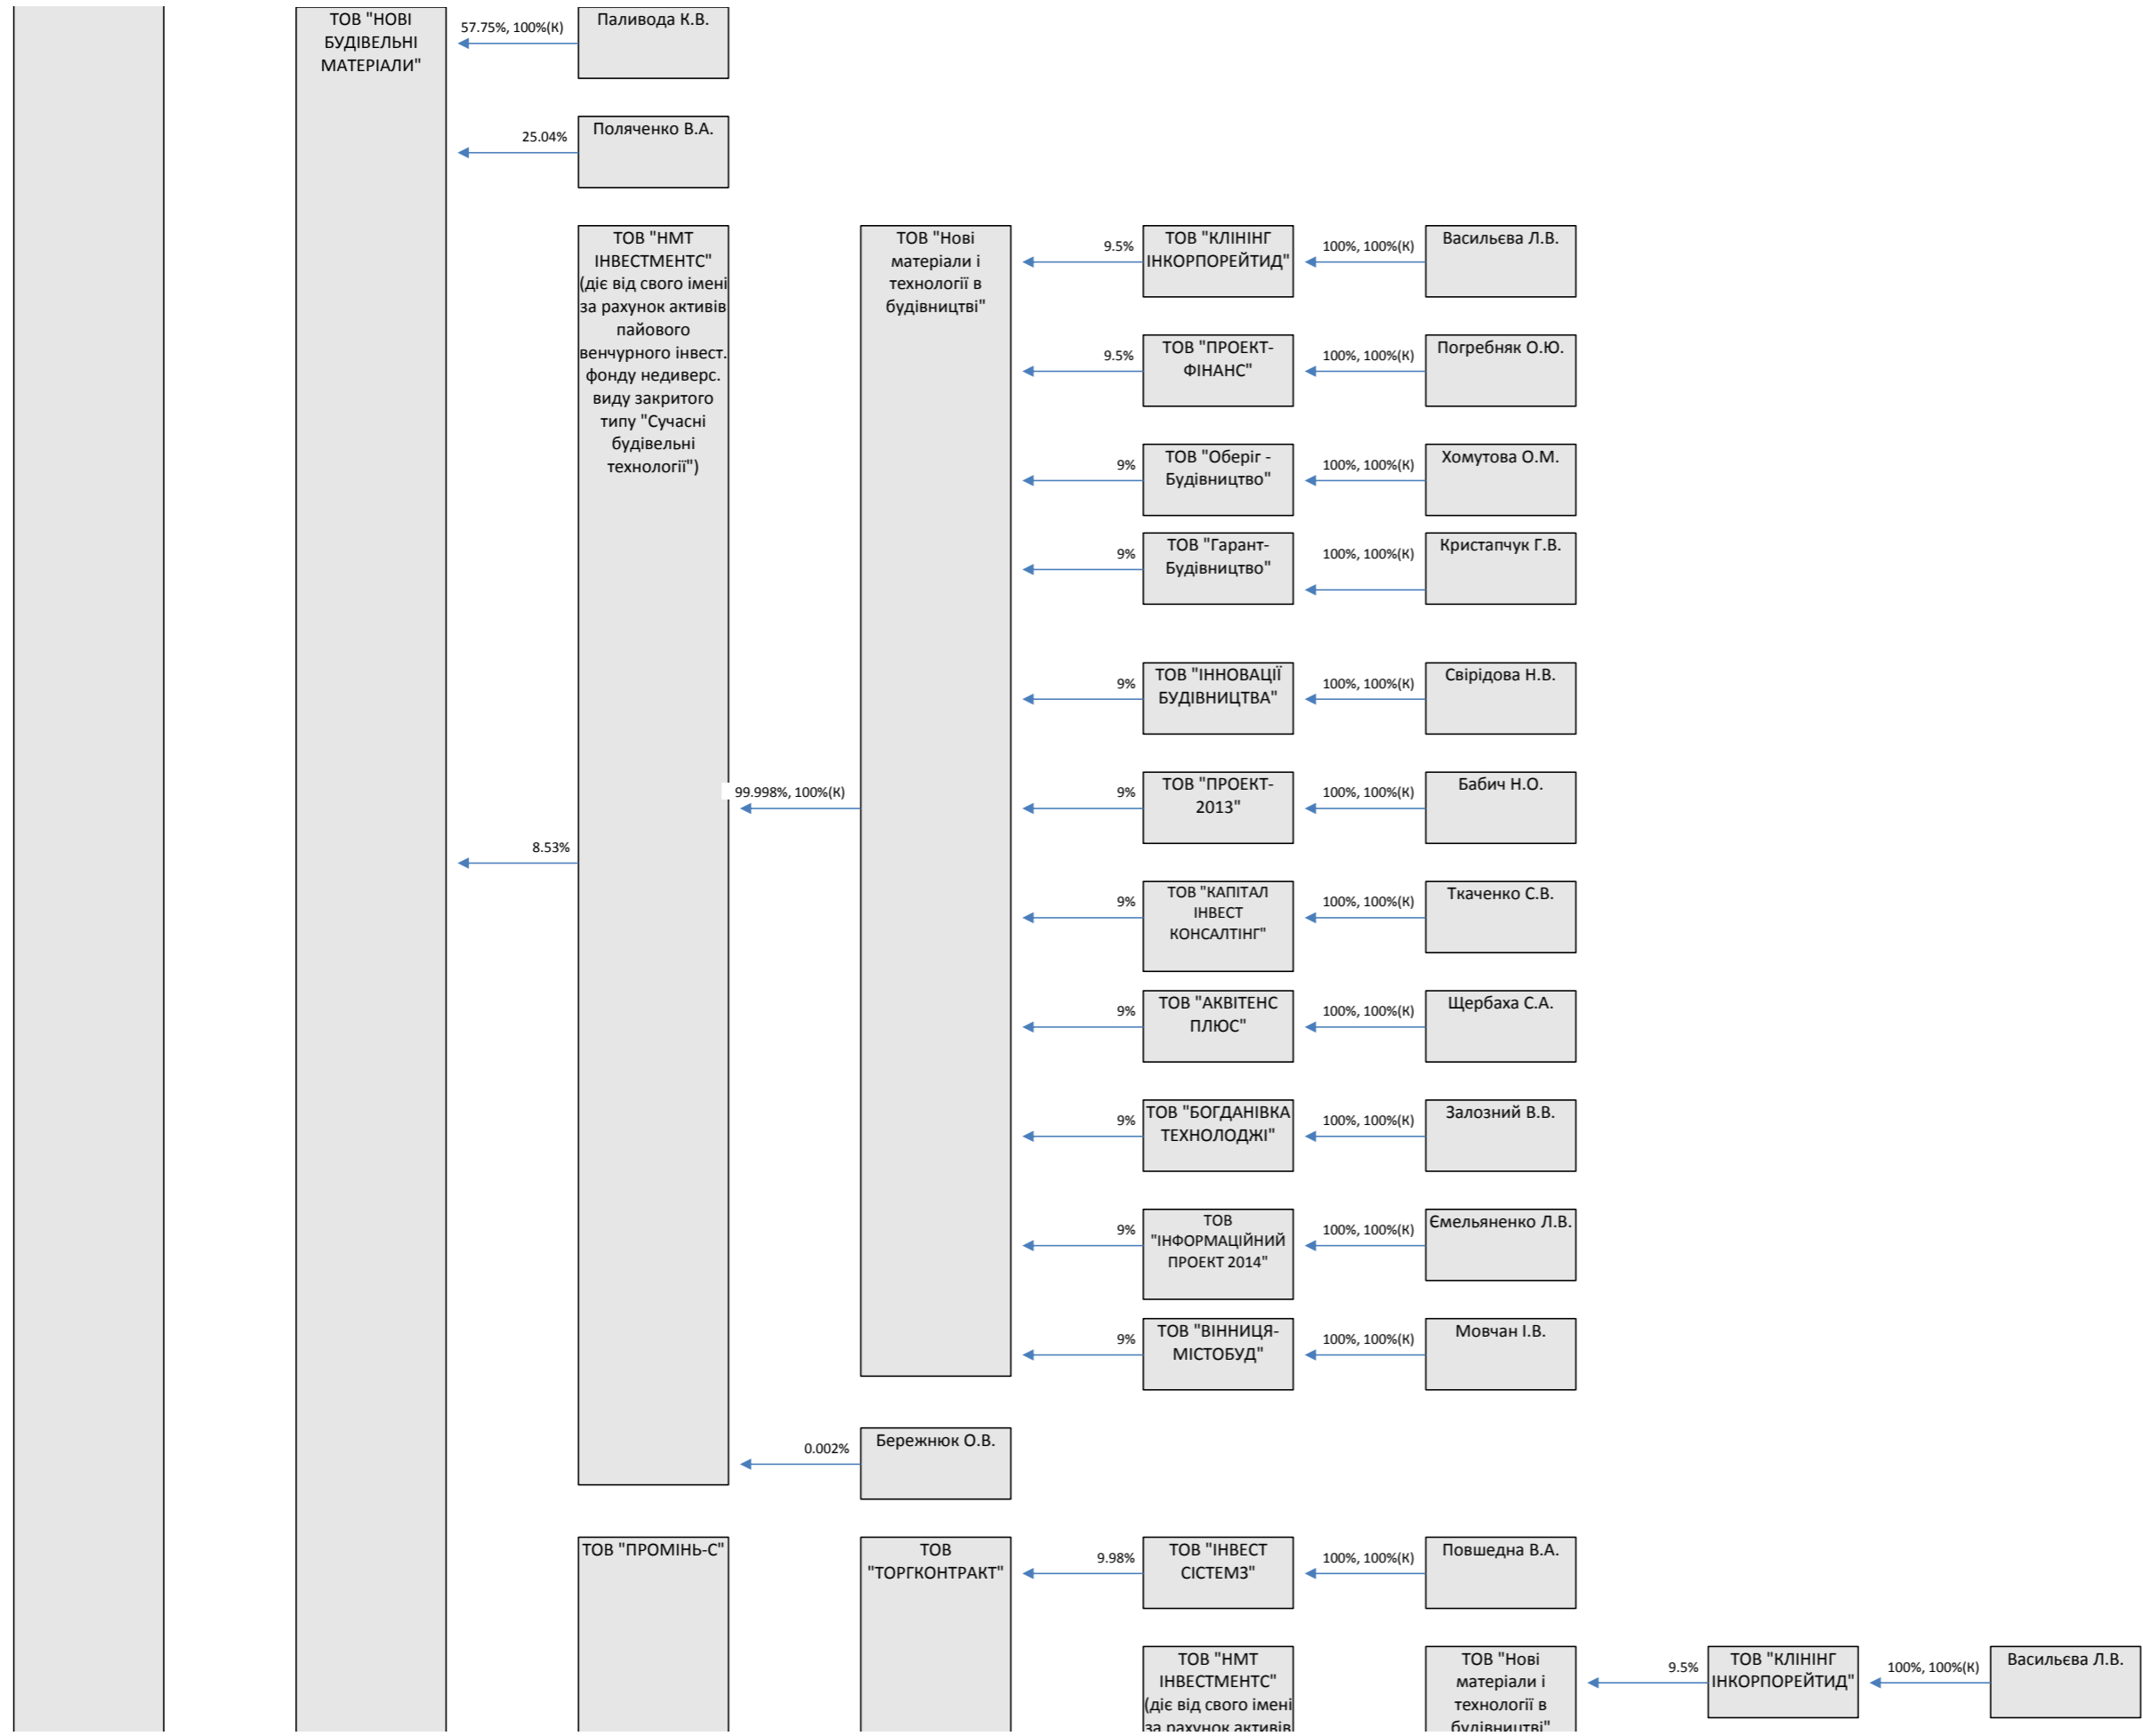 ТОВ "НОВІ
БУДІВЕЛЬНІ
МАТЕРІАЛИ"
57.75%, 100%(К)
Паливода К.В.
25.04%
Поляченко В.А.
8.53%
ТОВ "НМТ
ІНВЕСТМЕНТС"
(діє від свого імені
за рахунок активів
пайового
венчурного інвест.
фонду недиверс.
виду закритого
типу "Сучасні
будівельні
технології")
99.998%, 100%(К)
ТОВ "Нові
матеріали і
технології в
будівництві"
9.5%
ТОВ "КЛІНІНГ
ІНКОРПОРЕЙТИД"
100%, 100%(К)
Васильєва Л.В.
9.5%
ТОВ "ПРОЕКТ-
ФІНАНС"
100%, 100%(К)
Погребняк О.Ю.
9%
ТОВ "Оберіг -
Будівництво"
100%, 100%(К)
Хомутова О.М.
9%
ТОВ "Гарант-
Будівництво"
100%, 100%(К)
Кристапчук Г.В.
9%
ТОВ "ІННОВАЦІЇ
БУДІВНИЦТВА"
100%, 100%(К)
Свірідова Н.В.
9%
ТОВ "ПРОЕКТ-
2013"
100%, 100%(К)
Бабич Н.О.
9%
ТОВ "КАПІТАЛ
ІНВЕСТ
КОНСАЛТІНГ"
100%, 100%(К)
Ткаченко С.В.
9%
ТОВ "АКВІТЕНС
ПЛЮС"
100%, 100%(К)
Щербаха С.А.
9%
ТОВ "БОГДАНІВКА
ТЕХНОЛОДЖІ"
100%, 100%(К)
Залозний В.В.
9%
ТОВ
"ІНФОРМАЦІЙНИЙ
ПРОЕКТ 2014"
100%, 100%(К)
Ємельяненко Л.В.
9%
ТОВ "ВІННИЦЯ-
МІСТОБУД"
100%, 100%(К)
Мовчан І.В.
0.002%
Бережнюк О.В.
ТОВ "ПРОМІНЬ-С"
ТОВ
"ТОРГКОНТРАКТ"
9.98%
ТОВ "ІНВЕСТ
СІСТЕМЗ"
100%, 100%(К)
Повшедна В.А.
ТОВ "НМТ
ІНВЕСТМЕНТС"
(діє від свого імені
за рахунок активів
ТОВ "Нові
матеріали і
технології в
будівництві"
9.5%
ТОВ "КЛІНІНГ
ІНКОРПОРЕЙТИД"
100%, 100%(К)
Васильєва Л.В.